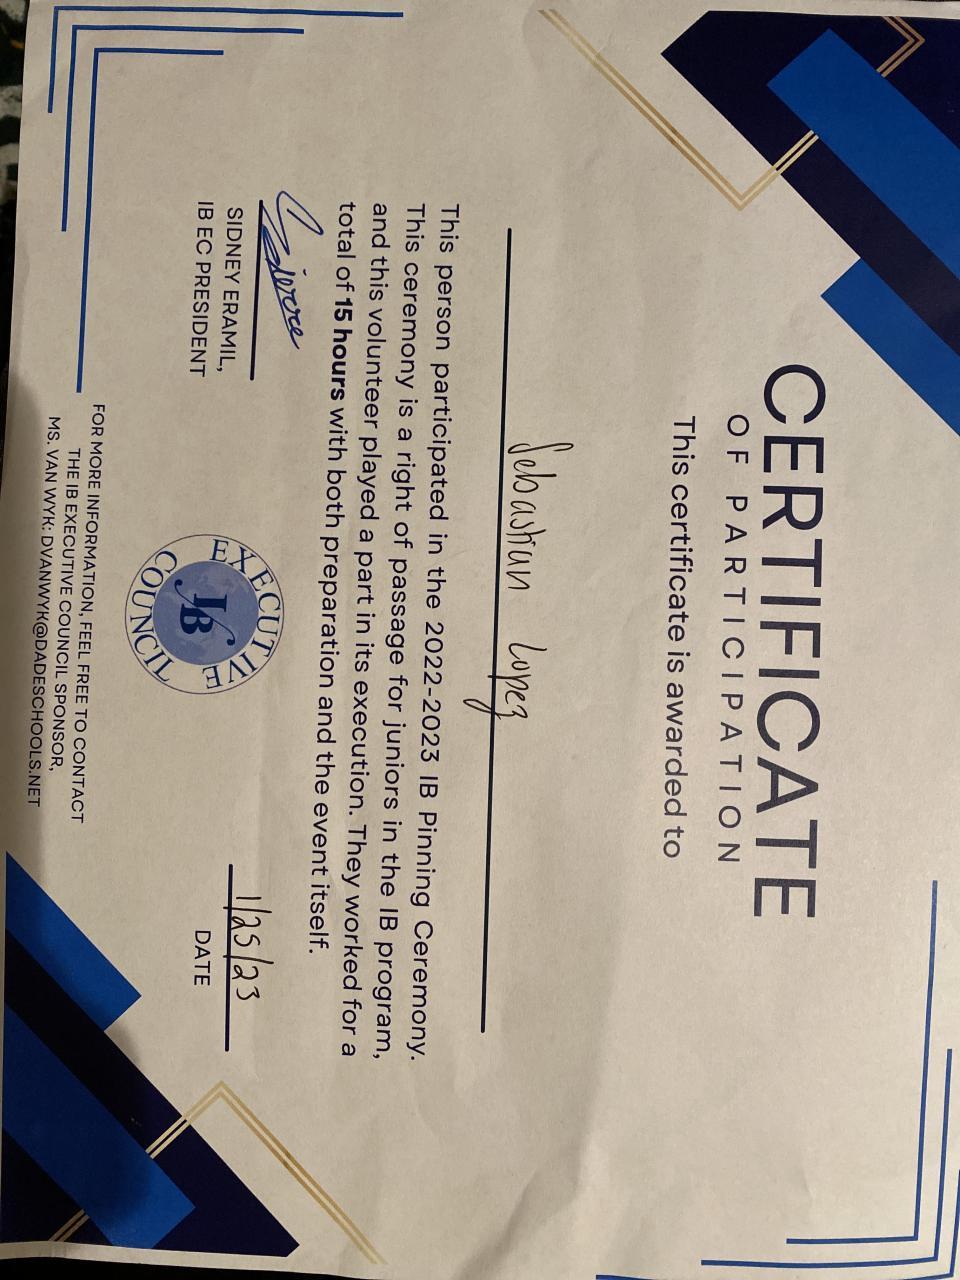 CERTIFICATE
OF PARTICIPATION
This certificate is awarded to
Sebastian Lopez
This person participated in the 2022-2023 IB Pinning Ceremony.
This ceremony is a right of passage for juniors in the IB program,
and this volunteer played a part in its execution. They worked for a
total of 15 hours with both preparation and the event itself.
SIDNEY ERAMIL,
IB EC PRESIDENT
EXECUTIVE
IB
COUNCIL
1/25/23
DATE
FOR MORE INFORMATION, FEEL FREE TO CONTACT
THE IB EXECUTIVE COUNCIL SPONSOR,
MS. VAN WYK: DVANWYK@DADESCHOOLS.NET